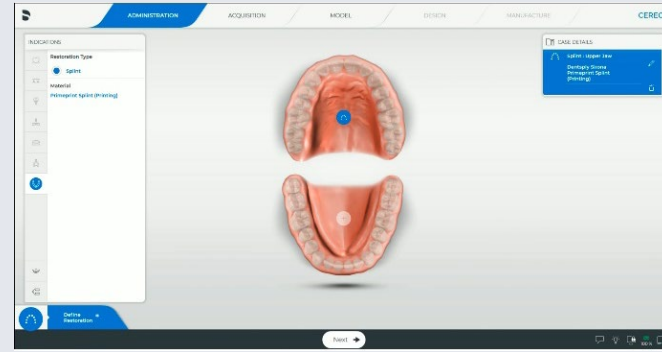 ADMINISTRATION
ACQUISITION
MODEL
DESIGN
MANUFACTURE
CEREC
INDICATIONS
Restoration Type
Splint
Material
Primeprint Splint (Printing)
CASE DETAILS
Splint - Upper Jaw
Dentsply Sirona
Primeprint Splint
(Printing)
Define
Restoration
Next